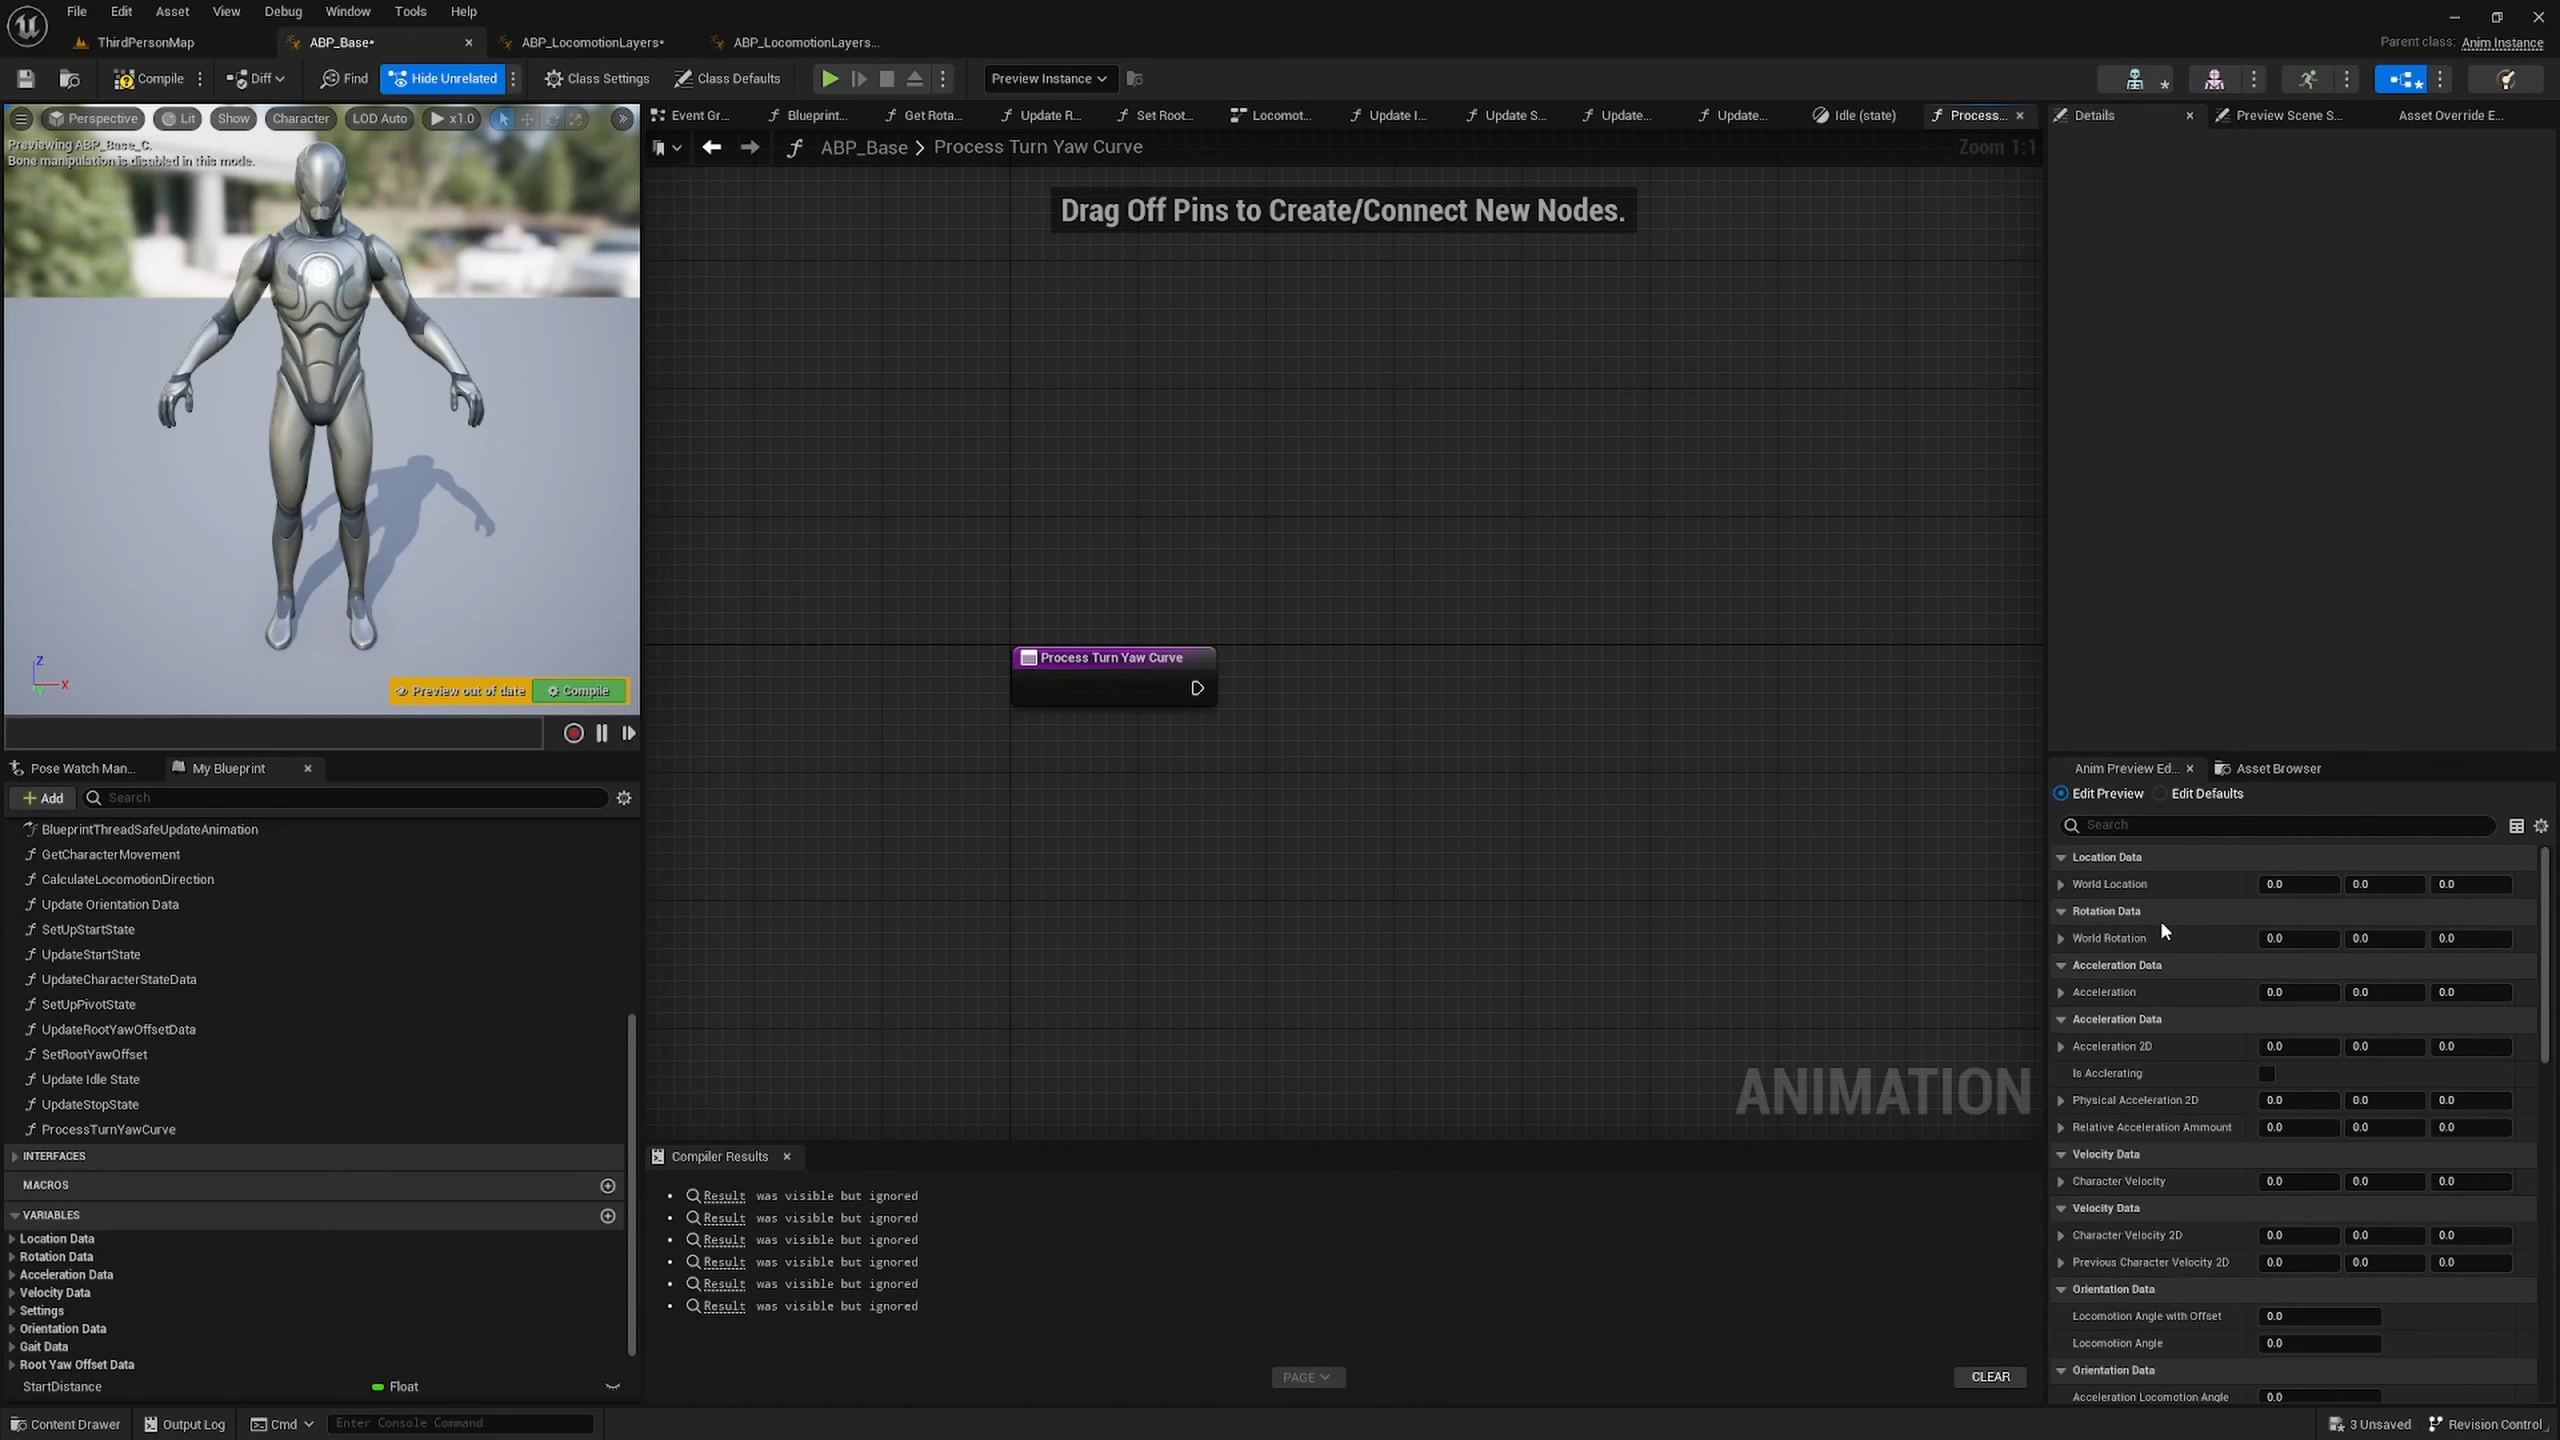 File Edit View Asset Debug Window Tools Help
ThirdPersonMap
ABP_Base*
ABP_LocomotionLayers*
ABP_LocomotionLayers...
Parent class: Anim Instance
Compile
Diff
Find
Hide Unrelated
Class Settings
Class Defaults
Preview Instance
Perspective
Lit
Show
Character
LOD Auto
x1.0
Previewing ABP_Base_C.
Bone manipulation is disabled in this mode.
Z
X
Preview out of date
Compile
Event Gr...
Blueprint...
Get Rota...
Update R...
Set Root...
Locomot...
Update I...
Update S...
Update...
Update...
Idle (state)
Process...
ABP_Base > Process Turn Yaw Curve
Zoom 1:1
Drag Off Pins to Create/Connect New Nodes.
Process Turn Yaw Curve
ANIMATION
Details
Preview Scene S...
Asset Override E...
Pose Watch Man...
My Blueprint
+ Add
Search
BlueprintThreadSafeUpdateAnimation
GetCharacterMovement
CalculateLocomotionDirection
Update Orientation Data
SetUpStartState
UpdateStartState
UpdateCharacterStateData
SetUpPivotState
UpdateRootYawOffsetData
SetRootYawOffset
Update Idle State
UpdateStopState
ProcessTurnYawCurve
INTERFACES
MACROS
VARIABLES
Location Data
Rotation Data
Acceleration Data
Velocity Data
Settings
Orientation Data
Gait Data
Root Yaw Offset Data
StartDistance Float
Compiler Results
Result was visible but ignored
Result was visible but ignored
Result was visible but ignored
Result was visible but ignored
Result was visible but ignored
Result was visible but ignored
PAGE
CLEAR
Anim Preview Ed...
Asset Browser
Edit Preview
Edit Defaults
Search
Location Data
World Location 0.0 0.0 0.0
Rotation Data
World Rotation 0.0 0.0 0.0
Acceleration Data
Acceleration 0.0 0.0 0.0
Acceleration Data
Acceleration 2D 0.0 0.0 0.0
Is Acclerating
Physical Acceleration 2D 0.0 0.0 0.0
Relative Acceleration Ammount 0.0 0.0 0.0
Velocity Data
Character Velocity 0.0 0.0 0.0
Velocity Data
Character Velocity 2D 0.0 0.0 0.0
Previous Character Velocity 2D 0.0 0.0 0.0
Orientation Data
Locomotion Angle with Offset 0.0
Locomotion Angle 0.0
Orientation Data
Acceleration Locomotion Angle 0.0
Content Drawer
Output Log
Cmd
Enter Console Command
3 Unsaved
Revision Control